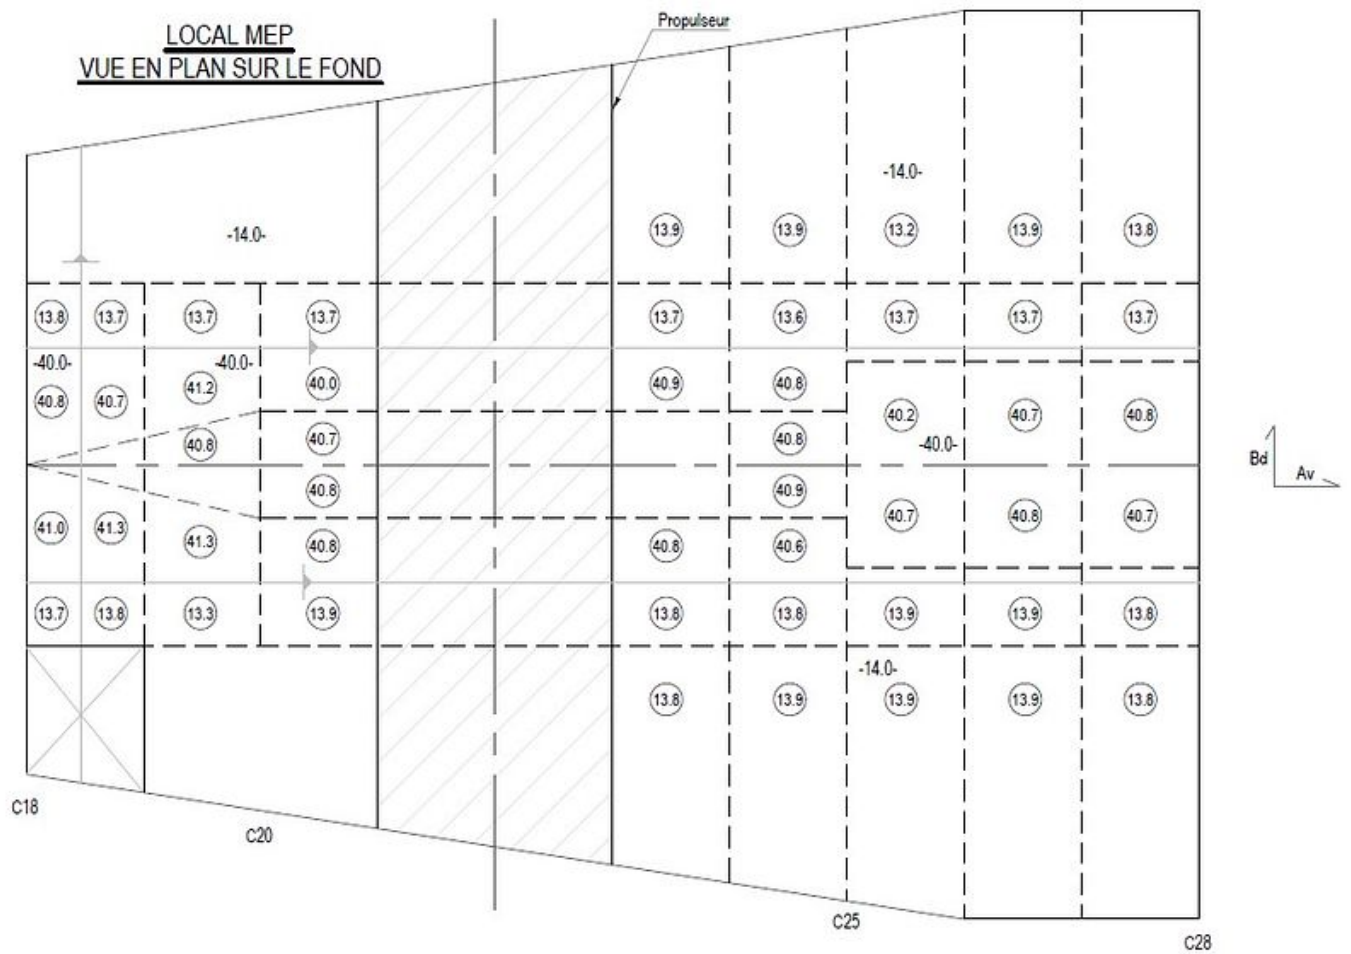 Propulseur
LOCAL MEP
VUE EN PLAN SUR LE FOND
-14.0-
-14.0-
13.9 13.9 13.2 13.9 13.8
13.8 13.7 13.7 13.7 13.7 13.6 13.7 13.7 13.7
-40.0- -40.0-
40.8 40.7 41.2 40.0 40.9 40.8
40.2 40.7 40.8
40.8 40.7 40.8 -40.0-
Bd
Av
40.8 40.9
41.0 41.3 41.3 40.8 40.8 40.6 40.7 40.8 40.7
13.7 13.8 13.3 13.9 13.8 13.8 13.9 13.9 13.8
-14.0-
13.8 13.9 13.9 13.9 13.8
C18
C20
C25
C28